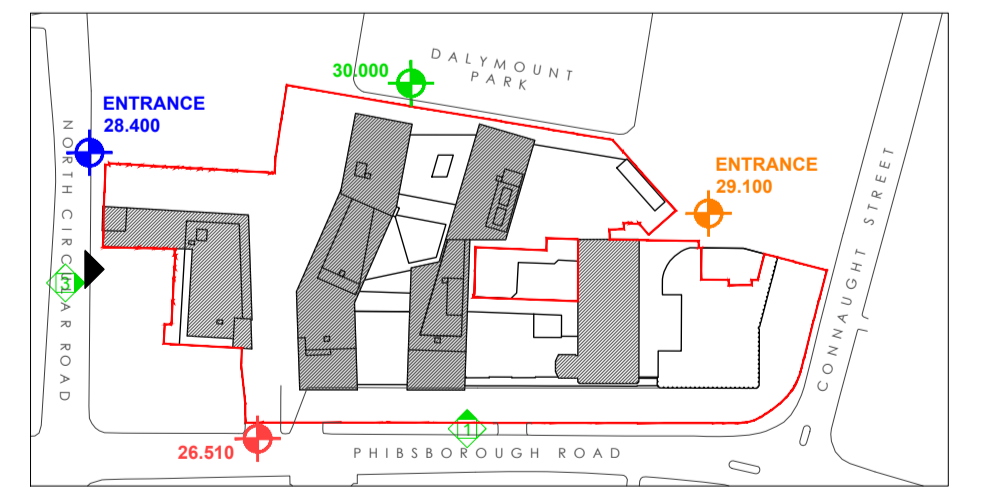 DALYMOUNT
PARK
30.000
ENTRANCE
28.400
NORTH CIRCULAR ROAD
ENTRANCE
29.100
CONNAUGHT STREET
3
1
26.510
PHIBSBOROUGH ROAD